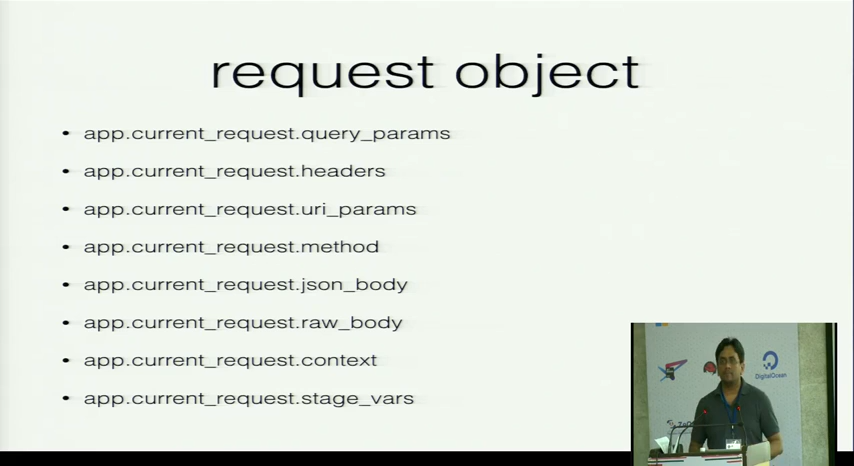 request object
• app.current_request.query_params
• app.current_request.headers
• app.current_request.uri_params
• app.current_request.method
• app.current_request.json_body
• app.current_request.raw_body
• app.current_request.context
• app.current_request.stage_vars
DigitalOcean